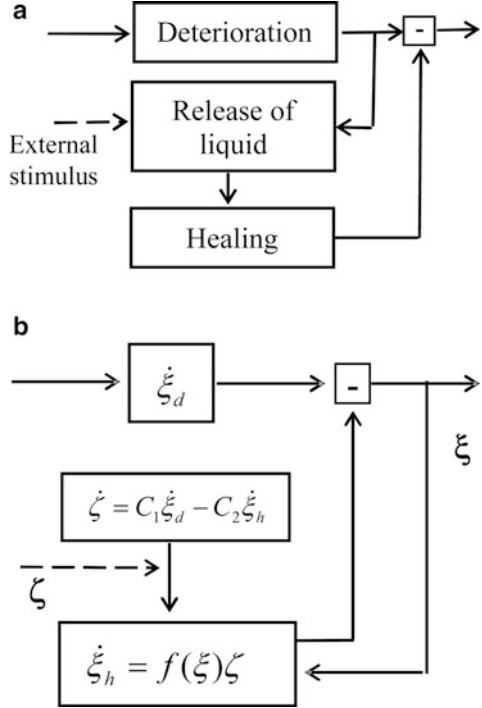 a
Deterioration
-
Release of
liquid
External
stimulus
Healing
b
ξ̇_d
-
ξ
ζ̇ = C₁ξ̇_d − C₂ξ̇_h
ζ
ξ̇_h = f(ξ)ζ